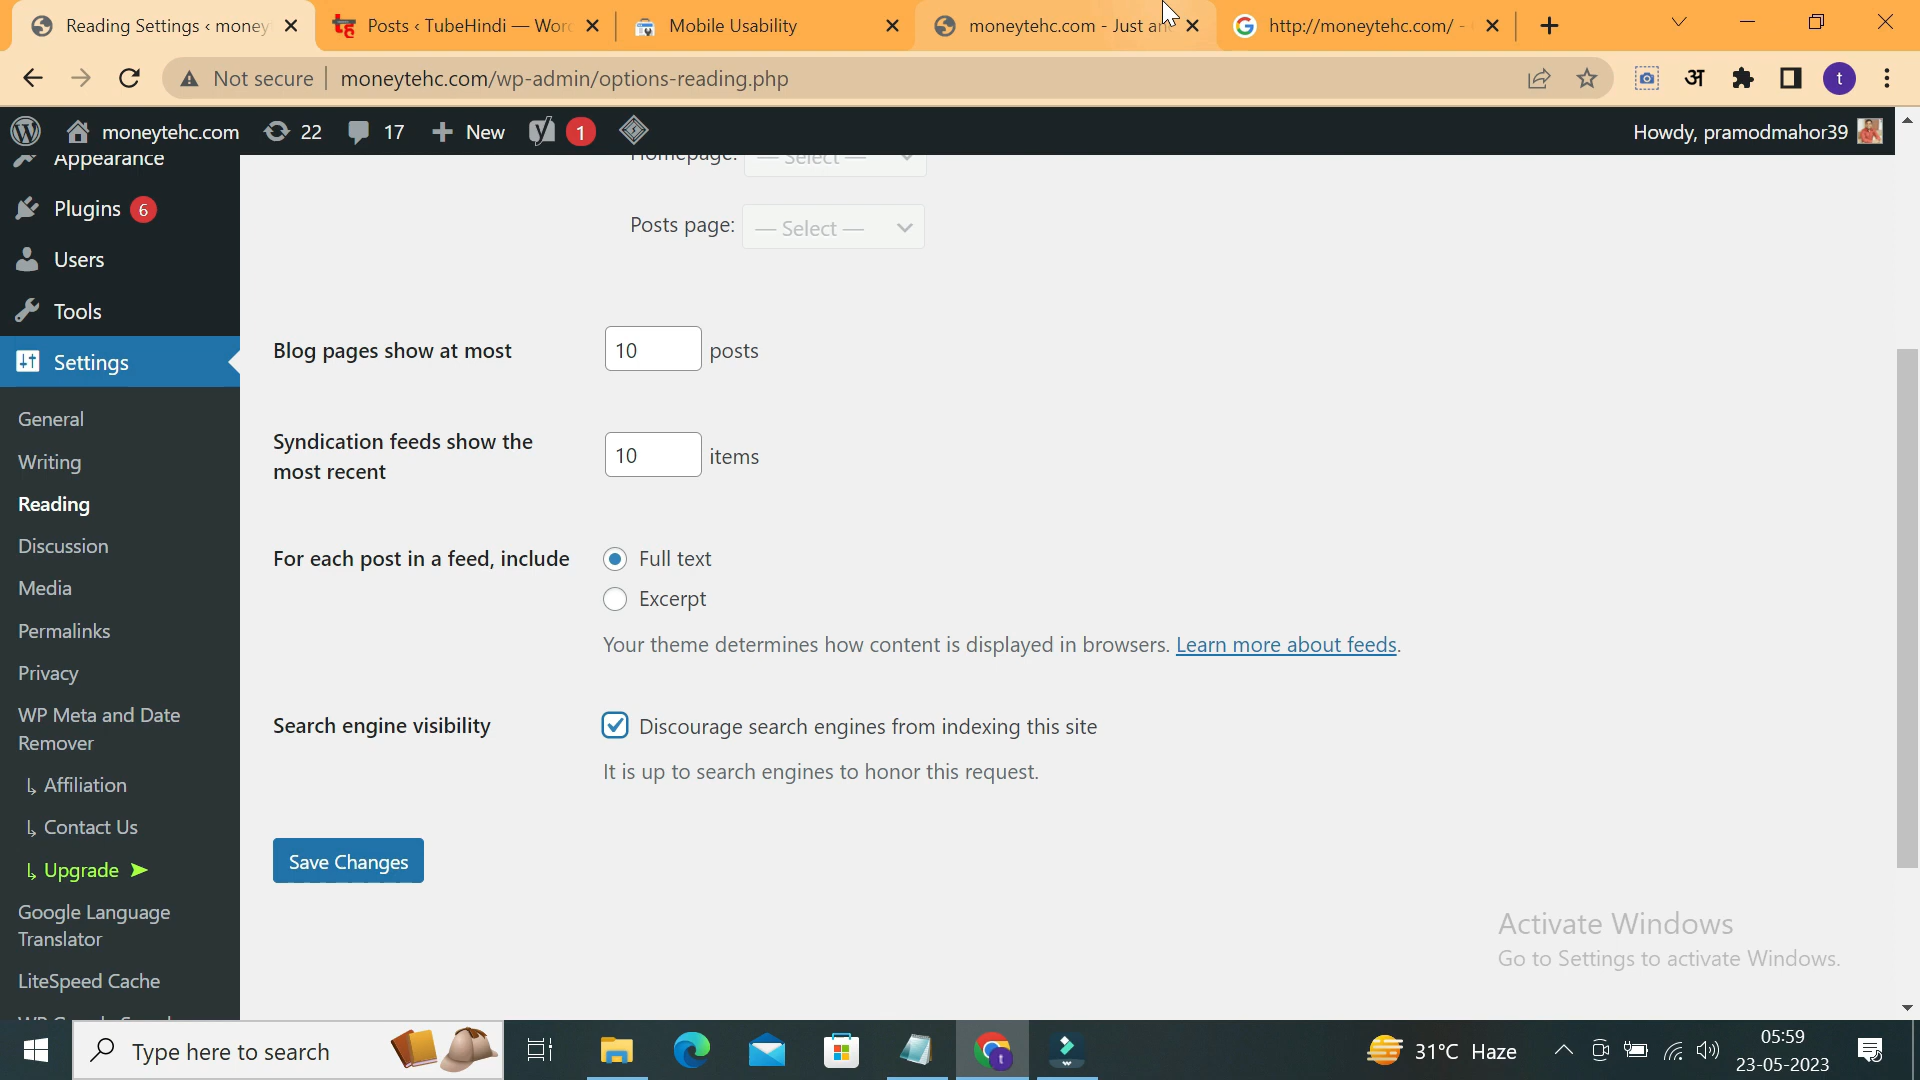 Reading Settings ‹ money
Posts ‹ TubeHindi — Wor
Mobile Usability
moneytehc.com - Just an
http://moneytehc.com/ -
Not secure
moneytehc.com/wp-admin/options-reading.php
अ
t
moneytehc.com
22
17
New
1
Howdy, pramodmahor39
Appearance
Homepage:
— Select —
Plugins 6
Posts page:
— Select —
Users
Tools
Blog pages show at most
10
posts
Settings
General
Syndication feeds show the
most recent
10
items
Writing
Reading
Discussion
For each post in a feed, include
Full text
Media
Excerpt
Permalinks
Your theme determines how content is displayed in browsers. Learn more about feeds.
Privacy
WP Meta and Date
Remover
Search engine visibility
Discourage search engines from indexing this site
It is up to search engines to honor this request.
↳ Affiliation
↳ Contact Us
↳ Upgrade ➤
Save Changes
Google Language
Translator
Activate Windows
Go to Settings to activate Windows.
LiteSpeed Cache
Type here to search
t
31°C Haze
05:59
23-05-2023